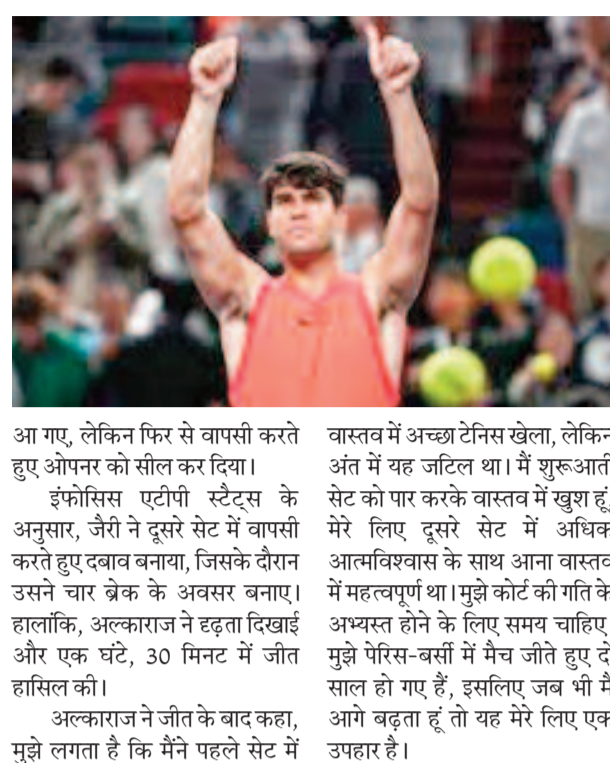 आ गए, लेकिन फिर से वापसी करते
हुए ओपनर को सील कर दिया।
इंफोसिस एटीपी स्टैट्स के
अनुसार, जैरी ने दूसरे सेट में वापसी
करते हुए दबाव बनाया, जिसके दौरान
उसने चार ब्रेक के अवसर बनाए।
हालांकि, अल्काराज ने दृढ़ता दिखाई
और एक घंटे, 30 मिनट में जीत
हासिल की।
अल्काराज ने जीत के बाद कहा,
मुझे लगता है कि मैंने पहले सेट में
वास्तव में अच्छा टेनिस खेला, लेकिन
अंत में यह जटिल था। मैं शुरूआती
सेट को पार करके वास्तव में खुश हूं,
मेरे लिए दूसरे सेट में अधिक
आत्मविश्वास के साथ आना वास्तव
में महत्वपूर्ण था। मुझे कोर्ट की गति के
अभ्यस्त होने के लिए समय चाहिए
मुझे पेरिस-बर्सी में मैच जीते हुए दो
साल हो गए हैं, इसलिए जब भी मैं
आगे बढ़ता हूं तो यह मेरे लिए एक
उपहार है।